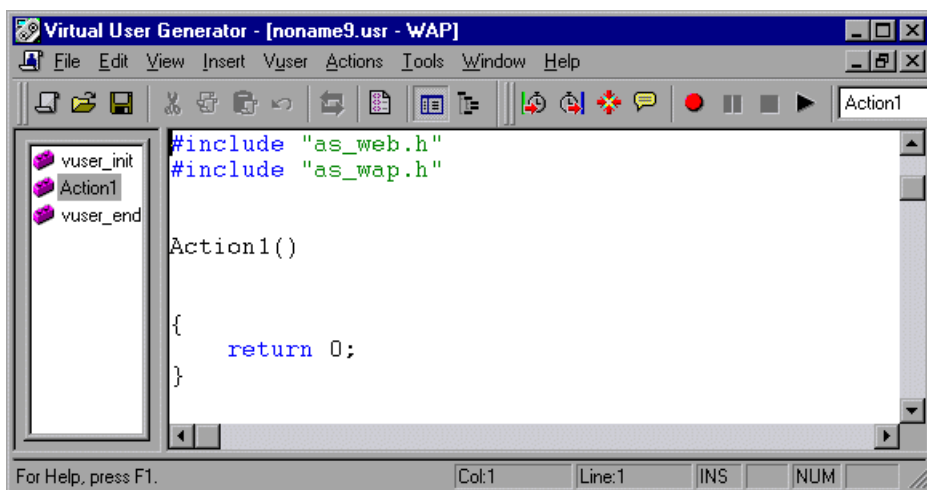 Virtual User Generator - [noname9.usr - WAP]
File Edit View Insert Vuser Actions Tools Window Help
Action1
vuser_init
Action1
vuser_end
#include "as_web.h"
#include "as_wap.h"
Action1()
{
return 0;
}
For Help, press F1. Col:1 Line:1 INS NUM